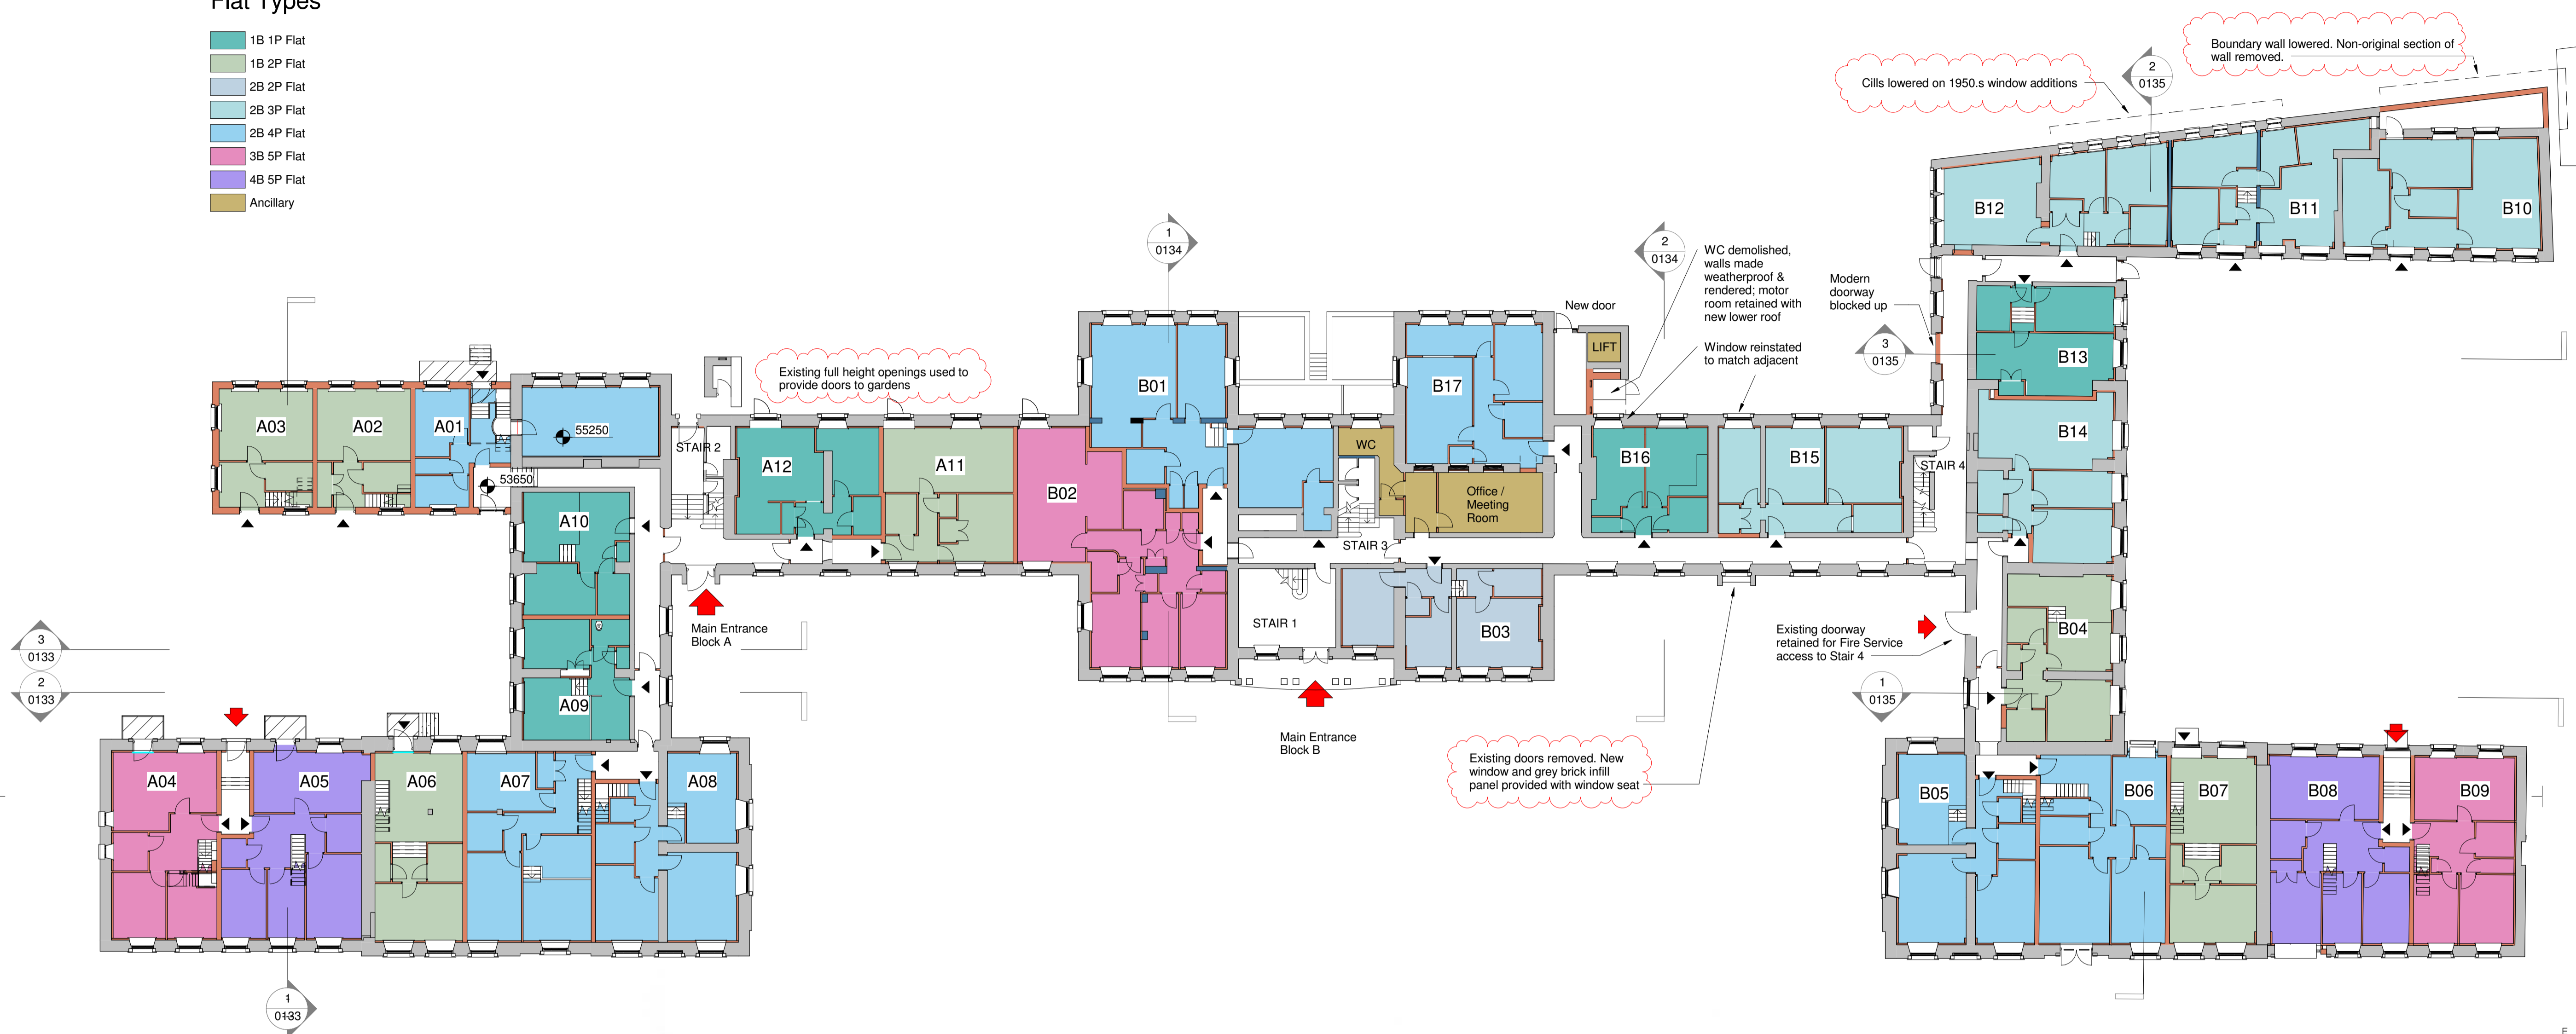 Flat Types
1B 1P Flat
1B 2P Flat
2B 2P Flat
2B 3P Flat
2B 4P Flat
3B 5P Flat
4B 5P Flat
Ancillary
Boundary wall lowered. Non-original section of
wall removed.
Cills lowered on 1950.s window additions
2
0135
B12
B11
B10
1
0134
2
0134
WC demolished,
walls made
weatherproof &
rendered; motor
room retained with
new lower roof
Modern
doorway
blocked up
New door
LIFT
Window reinstated
to match adjacent
3
0135
B13
Existing full height openings used to
provide doors to gardens
B01
B17
A03
A02
A01
55250
53650
STAIR 2
A12
A11
B02
WC
Office /
Meeting
Room
B16
B15
STAIR 4
B14
A10
STAIR 3
STAIR 1
B03
B04
Main Entrance
Block A
Existing doorway
retained for Fire Service
access to Stair 4
3
0133
2
0133
1
0135
A09
Main Entrance
Block B
Existing doors removed. New
window and grey brick infill
panel provided with window seat
A04
A05
A06
A07
A08
B05
B06
B07
B08
B09
1
0133